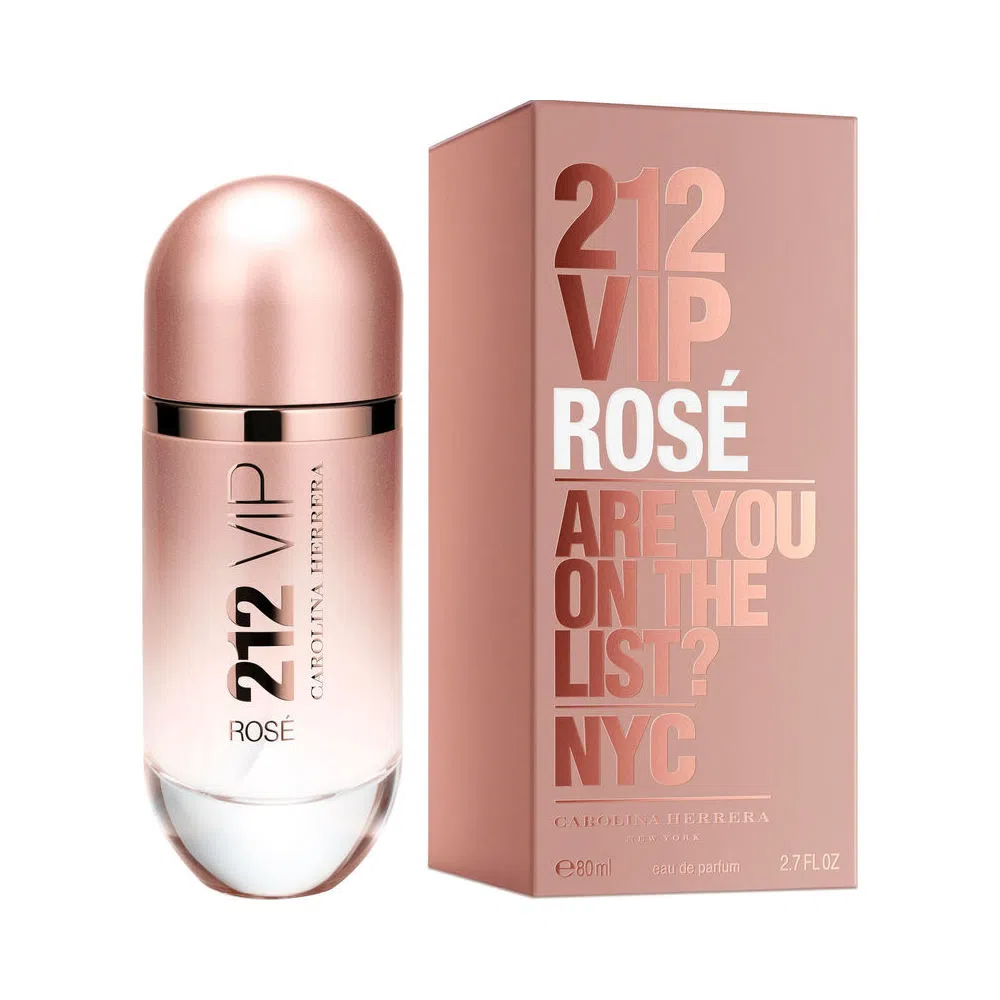 212 VIP
ROSÉ
CAROLINA HERRERA
212
VIP
ROSÉ
ARE YOU
ON THE
LIST?
NYC
CAROLINA HERRERA
NEW YORK
℮80ml
eau de parfum
2.7 FL OZ